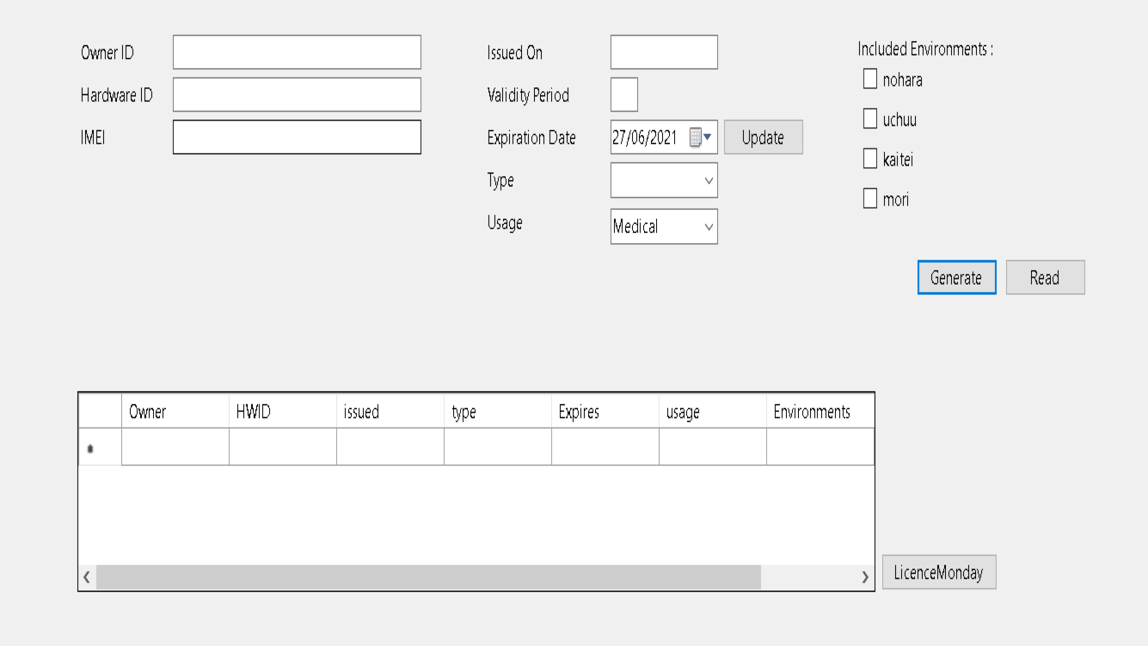 Owner ID
Hardware ID
IMEI
Issued On
Validity Period
Expiration Date 27/06/2021 Update
Type
Usage Medical
Included Environments :
nohara
uchuu
kaitei
mori
Generate Read
Owner HWID issued type Expires usage Environments
LicenceMonday